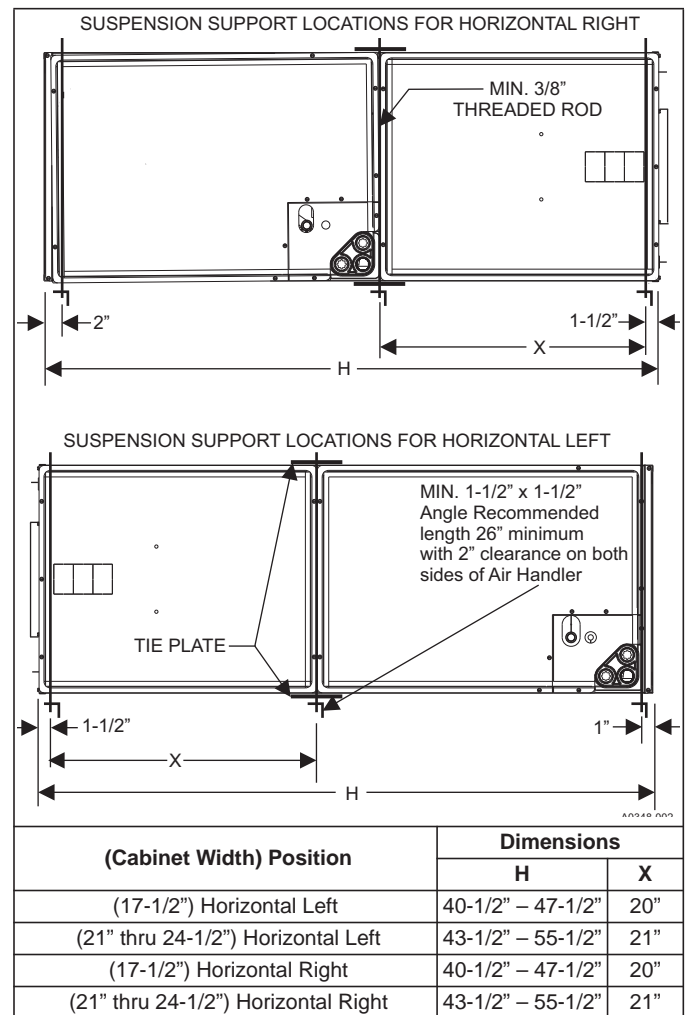 SUSPENSION SUPPORT LOCATIONS FOR HORIZONTAL RIGHT
MIN. 3/8”
THREADED ROD
2”
1-1/2”
X
H
SUSPENSION SUPPORT LOCATIONS FOR HORIZONTAL LEFT
MIN. 1-1/2” x 1-1/2”
Angle Recommended
length 26” minimum
with 2” clearance on both
sides of Air Handler
TIE PLATE
1-1/2”
1”
X
H
(Cabinet Width) Position
Dimensions
H
X
(17-1/2”) Horizontal Left
40-1/2” – 47-1/2”
20”
(21” thru 24-1/2”) Horizontal Left
43-1/2” – 55-1/2”
21”
(17-1/2”) Horizontal Right
40-1/2” – 47-1/2”
20”
(21” thru 24-1/2”) Horizontal Right
43-1/2” – 55-1/2”
21”